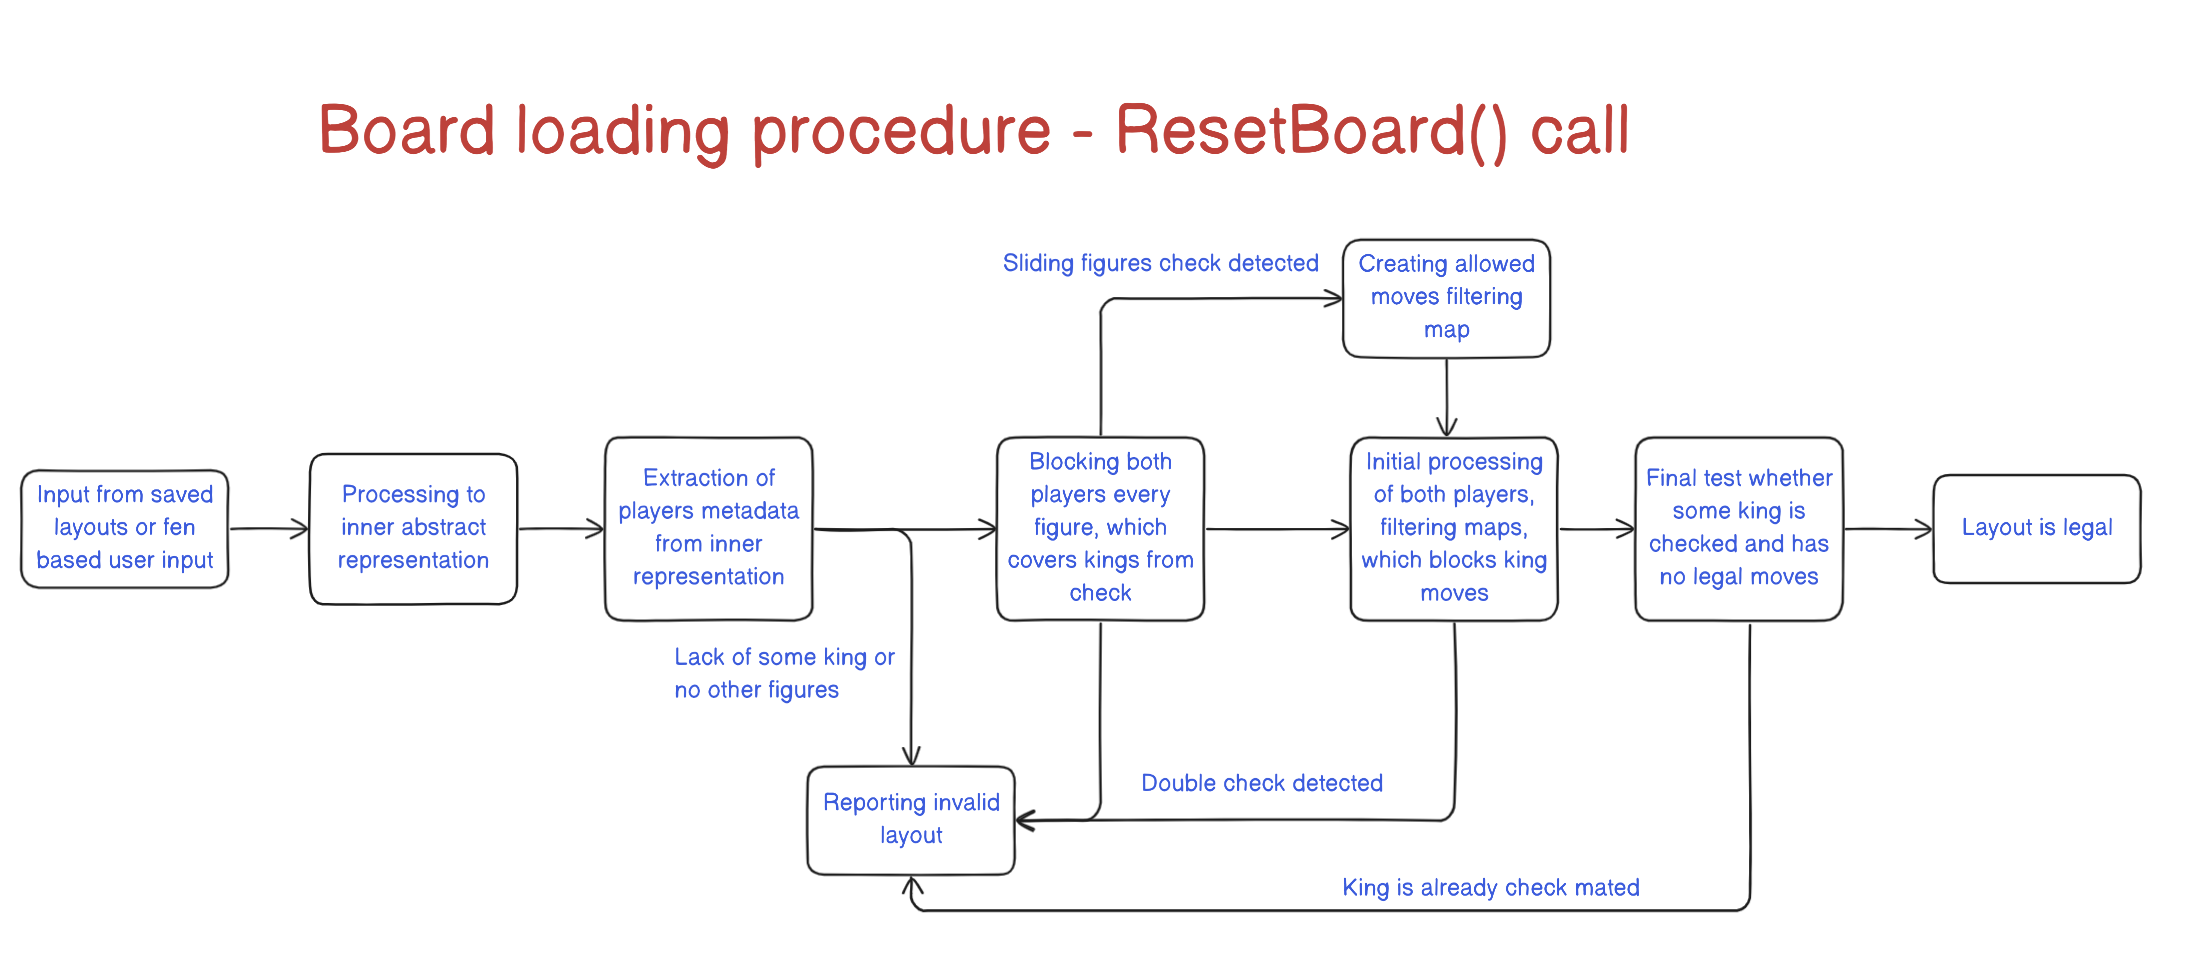 Board loading procedure - ResetBoard() call
Sliding figures check detected
Creating allowed
moves filtering
map
Input from saved
layouts or fen
based user input
Processing to
inner abstract
representation
Extraction of
players metadata
from inner
representation
Blocking both
players every
figure, which
covers kings from
check
Initial processing
of both players,
filtering maps,
which blocks king
moves
Final test whether
some king is
checked and has
no legal moves
Layout is legal
Lack of some king or
no other figures
Reporting invalid
layout
Double check detected
King is already check mated